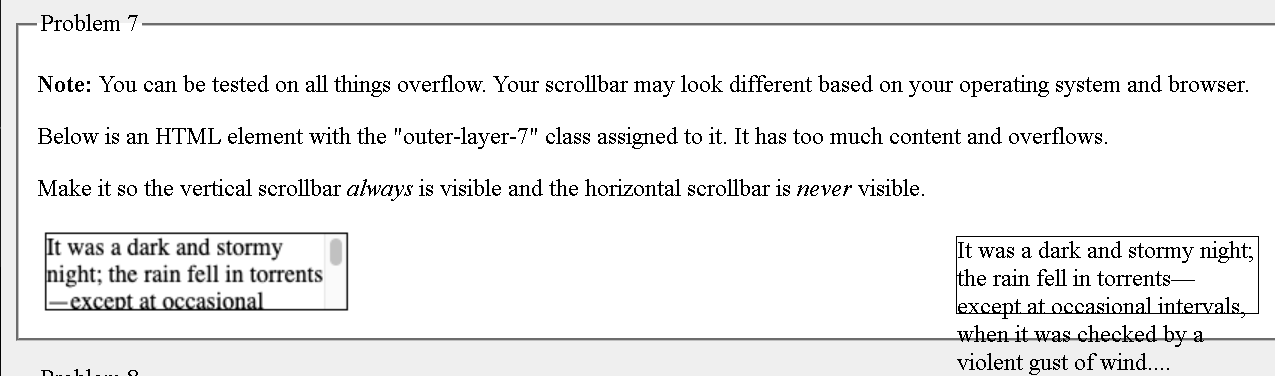 Problem 7
Note: You can be tested on all things overflow. Your scrollbar may look different based on your operating system and browser.
Below is an HTML element with the "outer-layer-7" class assigned to it. It has too much content and overflows.
Make it so the vertical scrollbar always is visible and the horizontal scrollbar is never visible.
It was a dark and stormy
night; the rain fell in torrents
—except at occasional
It was a dark and stormy night;
the rain fell in torrents—
except at occasional intervals,
when it was checked by a
violent gust of wind....
Problem 8